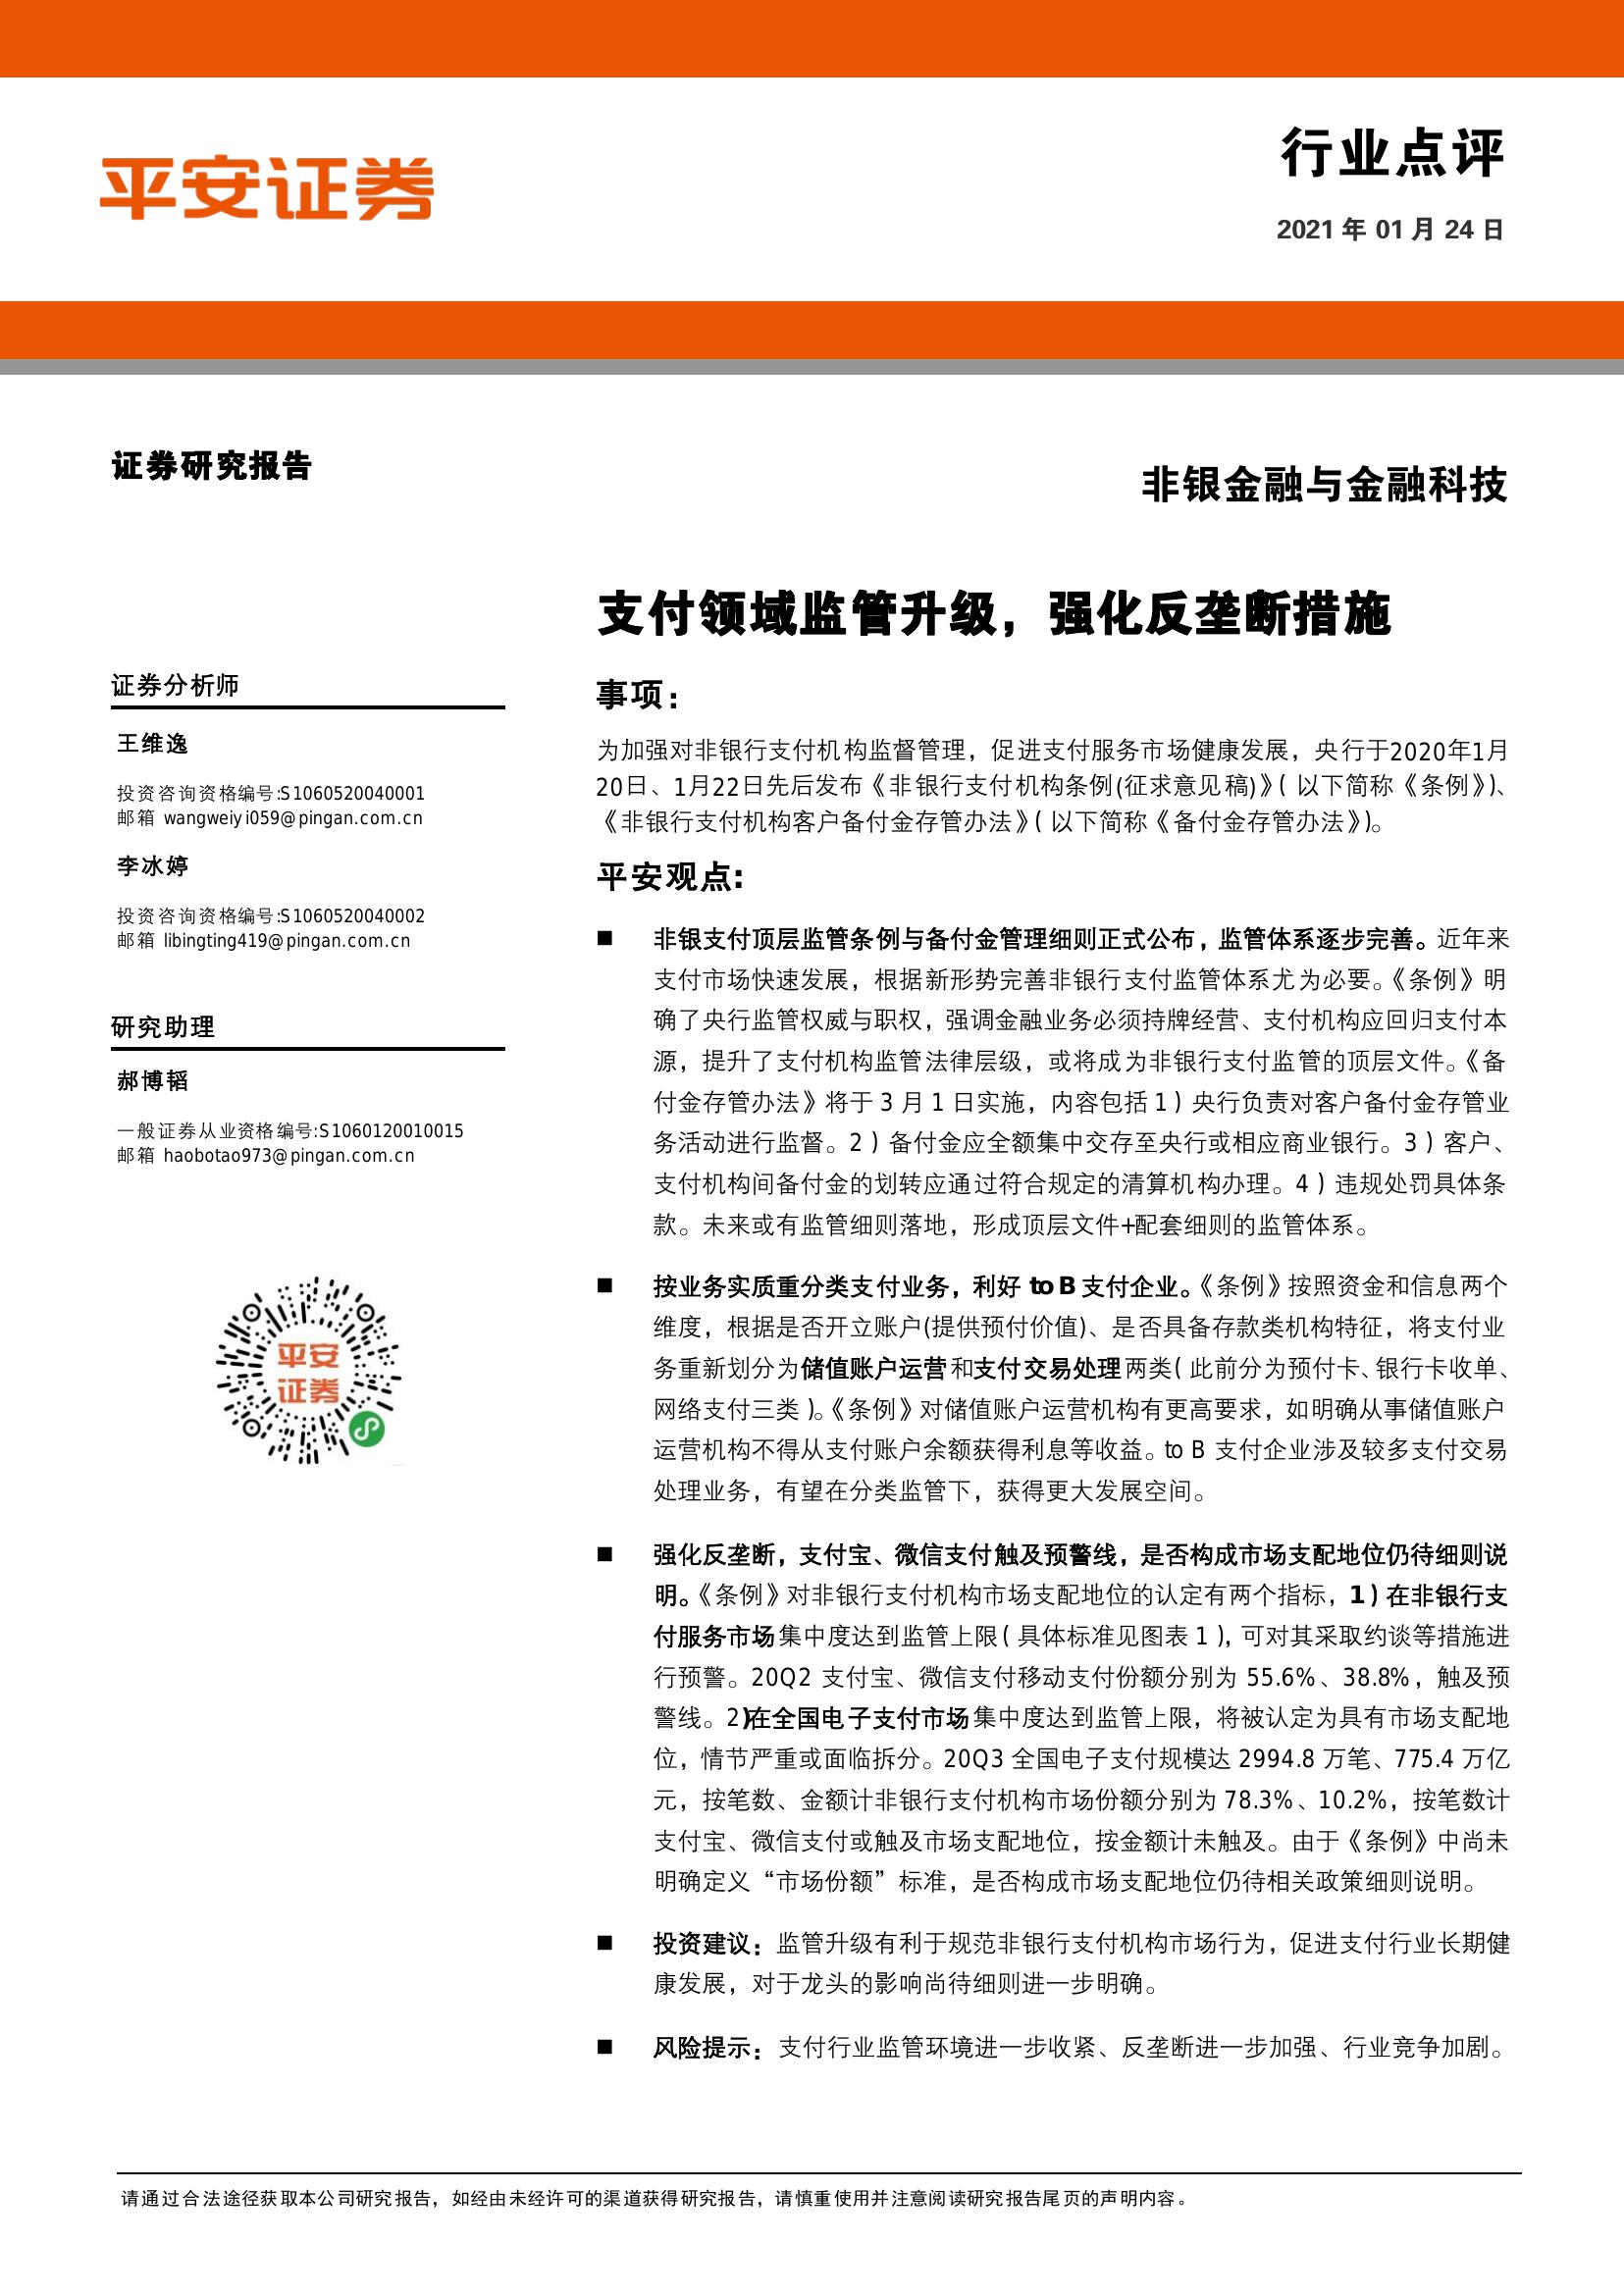 平安证券
行业点评
2021 年 01 月 24 日
证券研究报告
非银金融与金融科技
支付领域监管升级，强化反垄断措施
证券分析师
王维逸
投资咨询资格编号:S1060520040001
邮箱 wangweiyi059@pingan.com.cn
李冰婷
投资咨询资格编号:S1060520040002
邮箱 libingting419@pingan.com.cn
研究助理
郝博韬
一般证券从业资格编号:S1060120010015
邮箱 haobotao973@pingan.com.cn
平安
证券
事项：
为加强对非银行支付机构监督管理，促进支付服务市场健康发展，央行于2020年1月
20日、1月22日先后发布《非银行支付机构条例(征求意见稿)》(以下简称《条例》)、
《非银行支付机构客户备付金存管办法》(以下简称《备付金存管办法》)。
平安观点:
■ 非银支付顶层监管条例与备付金管理细则正式公布，监管体系逐步完善。近年来
支付市场快速发展，根据新形势完善非银行支付监管体系尤为必要。《条例》明
确了央行监管权威与职权，强调金融业务必须持牌经营、支付机构应回归支付本
源，提升了支付机构监管法律层级，或将成为非银行支付监管的顶层文件。《备
付金存管办法》将于 3 月 1 日实施，内容包括 1）央行负责对客户备付金存管业
务活动进行监督。2）备付金应全额集中交存至央行或相应商业银行。3）客户、
支付机构间备付金的划转应通过符合规定的清算机构办理。4）违规处罚具体条
款。未来或有监管细则落地，形成顶层文件+配套细则的监管体系。
■ 按业务实质重分类支付业务，利好 to B 支付企业。《条例》按照资金和信息两个
维度，根据是否开立账户(提供预付价值)、是否具备存款类机构特征，将支付业
务重新划分为储值账户运营和支付交易处理两类(此前分为预付卡、银行卡收单、
网络支付三类)。《条例》对储值账户运营机构有更高要求，如明确从事储值账户
运营机构不得从支付账户余额获得利息等收益。to B 支付企业涉及较多支付交易
处理业务，有望在分类监管下，获得更大发展空间。
■ 强化反垄断，支付宝、微信支付触及预警线，是否构成市场支配地位仍待细则说
明。《条例》对非银行支付机构市场支配地位的认定有两个指标，1）在非银行支
付服务市场集中度达到监管上限(具体标准见图表 1)，可对其采取约谈等措施进
行预警。20Q2 支付宝、微信支付移动支付份额分别为 55.6%、38.8%，触及预
警线。2)在全国电子支付市场集中度达到监管上限，将被认定为具有市场支配地
位，情节严重或面临拆分。20Q3 全国电子支付规模达 2994.8 万笔、775.4 万亿
元，按笔数、金额计非银行支付机构市场份额分别为 78.3%、10.2%，按笔数计
支付宝、微信支付或触及市场支配地位，按金额计未触及。由于《条例》中尚未
明确定义“市场份额”标准，是否构成市场支配地位仍待相关政策细则说明。
■ 投资建议：监管升级有利于规范非银行支付机构市场行为，促进支付行业长期健
康发展，对于龙头的影响尚待细则进一步明确。
■ 风险提示：支付行业监管环境进一步收紧、反垄断进一步加强、行业竞争加剧。
请通过合法途径获取本公司研究报告，如经由未经许可的渠道获得研究报告，请慎重使用并注意阅读研究报告尾页的声明内容。